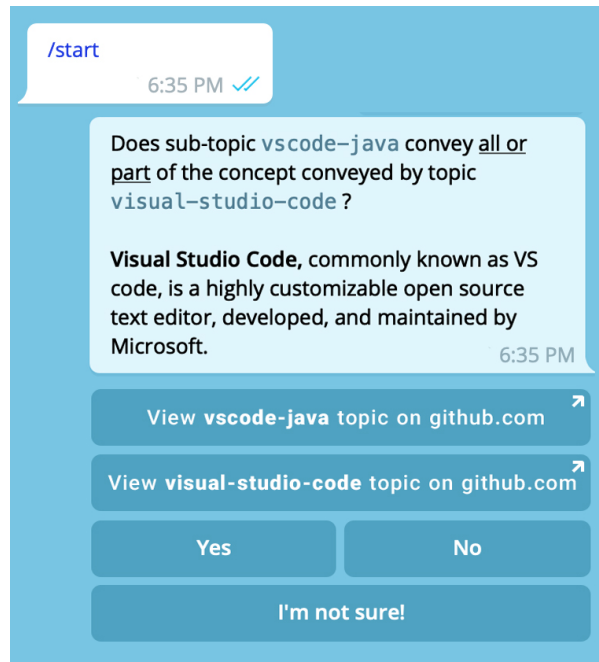 /start
6:35 PM
Does sub-topic vscode-java convey all or
part of the concept conveyed by topic
visual-studio-code ?
Visual Studio Code, commonly known as VS
code, is a highly customizable open source
text editor, developed, and maintained by
Microsoft.
6:35 PM
View vscode-java topic on github.com
View visual-studio-code topic on github.com
Yes
No
I'm not sure!